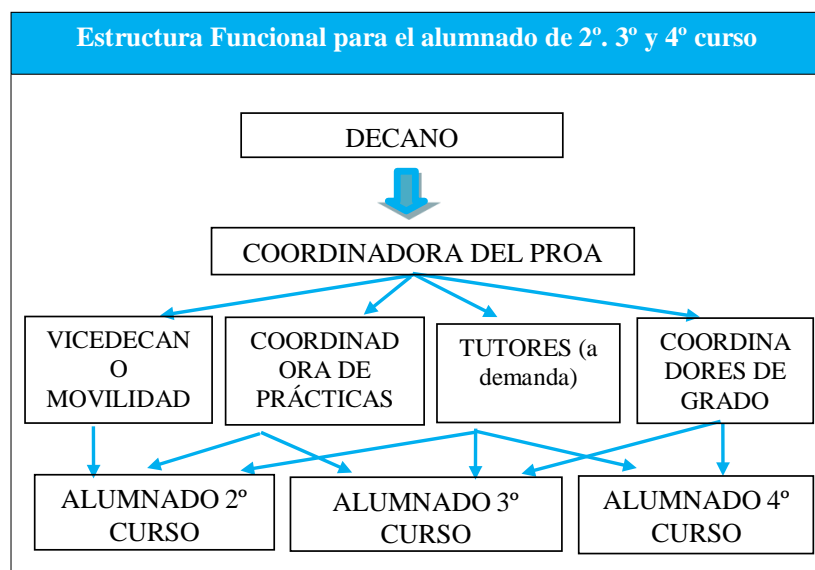 Estructura Funcional para el alumnado de 2º. 3º y 4º curso
DECANO
COORDINADORA DEL PROA
VICEDECAN
O
MOVILIDAD
COORDINAD
ORA DE
PRÁCTICAS
TUTORES (a
demanda)
COORDINA
DORES DE
GRADO
ALUMNADO 2º
CURSO
ALUMNADO 3º
CURSO
ALUMNADO 4º
CURSO